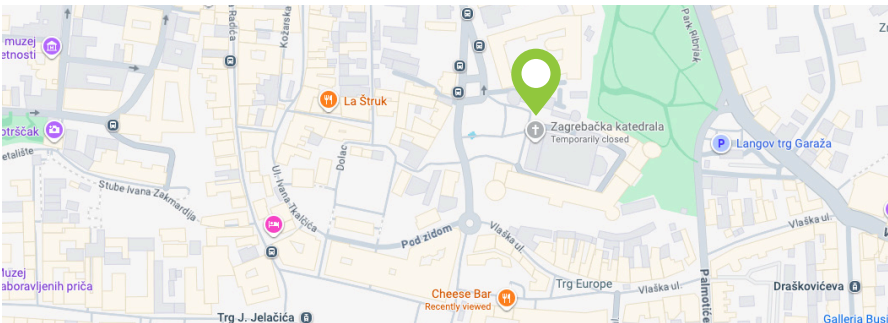 muzej
etnosti
Radića
Kožarska
Park Ribnjak
La Štruk
Zagrebačka katedrala
Temporarily closed
Langov trg Garaža
otrščak
etalište
Dolac
Ul. Ivana Tkalčića
Stube Ivana Zakmardija
Pod zidom
Vlaška ul.
Vlaška ul.
Muzej
aboravljenih priča
Cheese Bar
Recently viewed
Trg Europe
Vlaška ul.
Palmotiće
Draškovićeva
Trg J. Jelačića
Galleria Busi